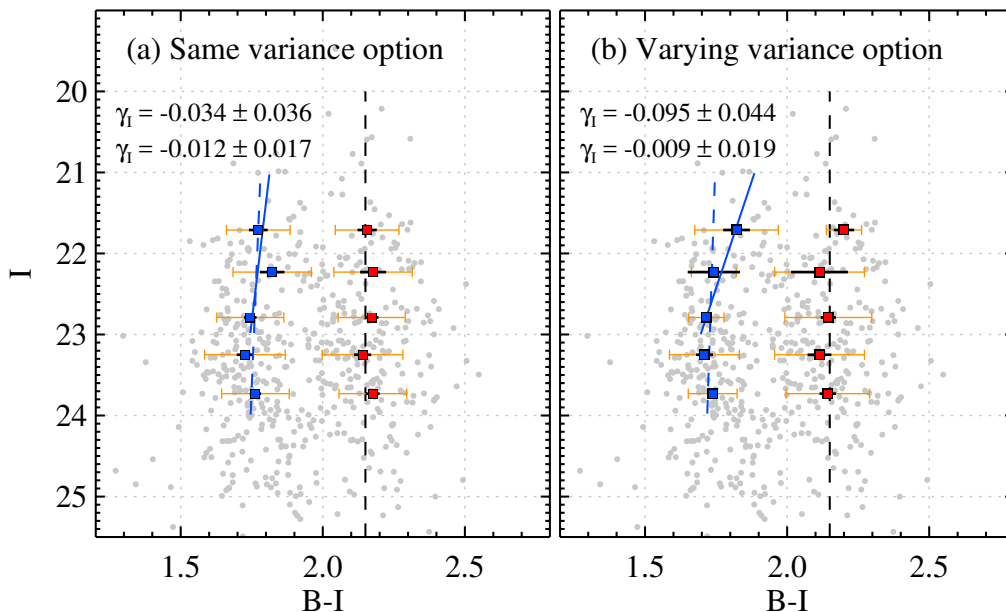 (a) Same variance option
(b) Varying variance option
γI = -0.034 ± 0.036
γI = -0.012 ± 0.017
γI = -0.095 ± 0.044
γI = -0.009 ± 0.019
20
21
22
23
24
25
I
1.5 2.0 2.5
1.5 2.0 2.5
B-I
B-I